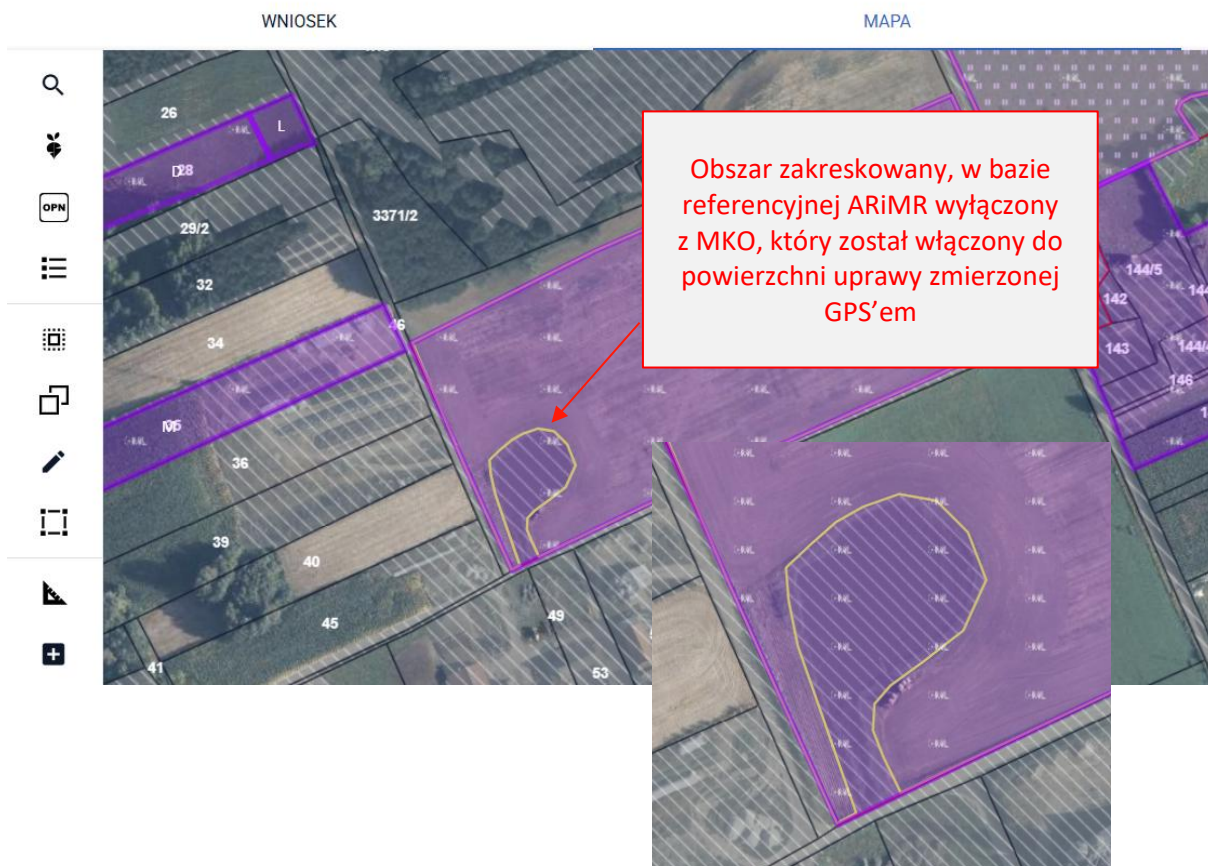 WNIOSEK
MAPA
26
L
D
28
OPN
29/2
3371/2
32
Obszar zakreskowany, w bazie
referencyjnej ARiMR wyłączony
z MKO, który został włączony do
powierzchni uprawy zmierzonej
GPS’em
144/5
142
34
143
146
36
39
40
45
49
41
53